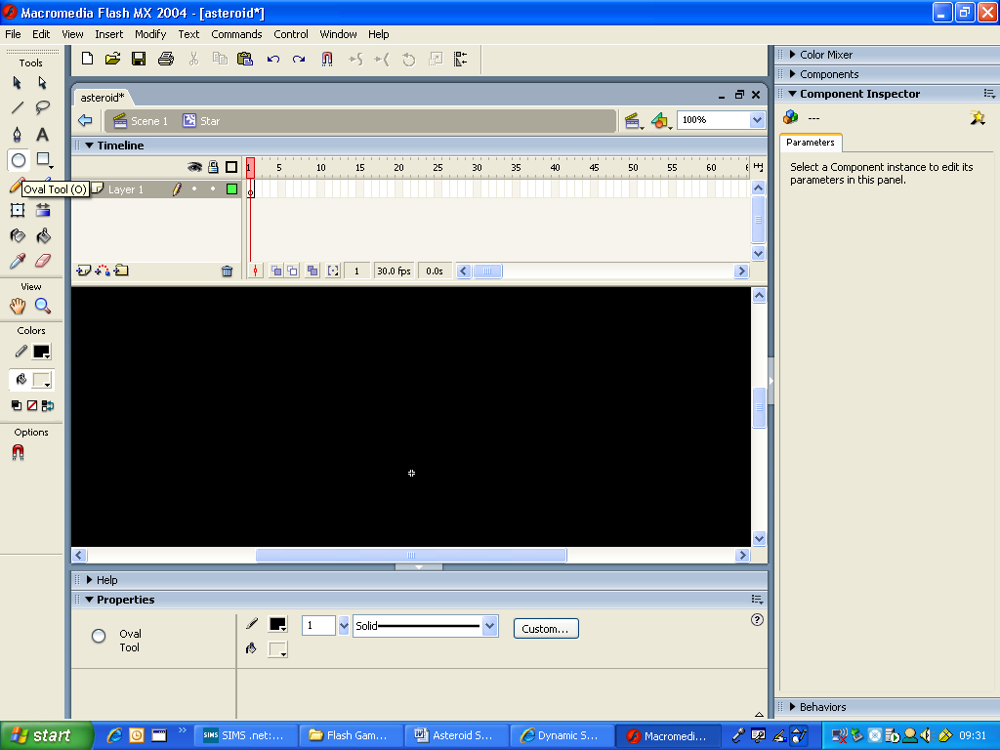 Macromedia Flash MX 2004 - [asteroid*]
File Edit View Insert Modify Text Commands Control Window Help
Tools
A
Oval Tool (O)
View
Colors
Options
asteroid*
Scene 1 Star 100%
Timeline
1 5 10 15 20 25 30 35 40 45 50 55 60
Layer 1
1 30.0 fps 0.0s
Help
Properties
Oval
Tool
1 Solid Custom...
?
Color Mixer
Components
Component Inspector
---
Parameters
Select a Component instance to edit its
parameters in this panel.
Behaviors
start SIMS .net:... Flash Gam... Asteroid S... Dynamic S... Macromedi... 09:31